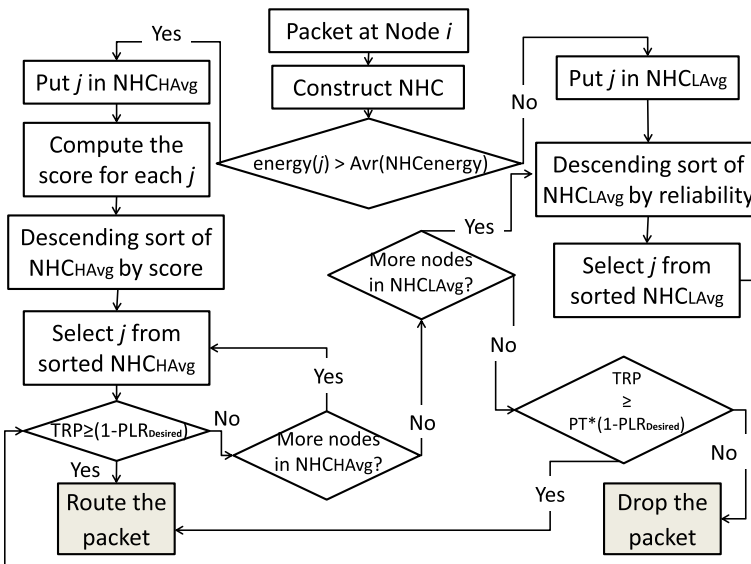 Packet at Node i
Construct NHC
energy(j) > Avr(NHCenergy)
Yes
Put j in NHCHAvg
Compute the
score for each j
Descending sort of
NHCHAvg by score
Select j from
sorted NHCHAvg
TRP≥(1-PLRDesired)
Yes
No
Route the
packet
More nodes
in NHCHAvg?
Yes
No
More nodes
in NHCLAvg?
Yes
No
No
Put j in NHCLAvg
Descending sort of
NHCLAvg by reliability
Select j from
sorted NHCLAvg
TRP
≥
PT*(1-PLRDesired)
Yes
No
Drop the
packet